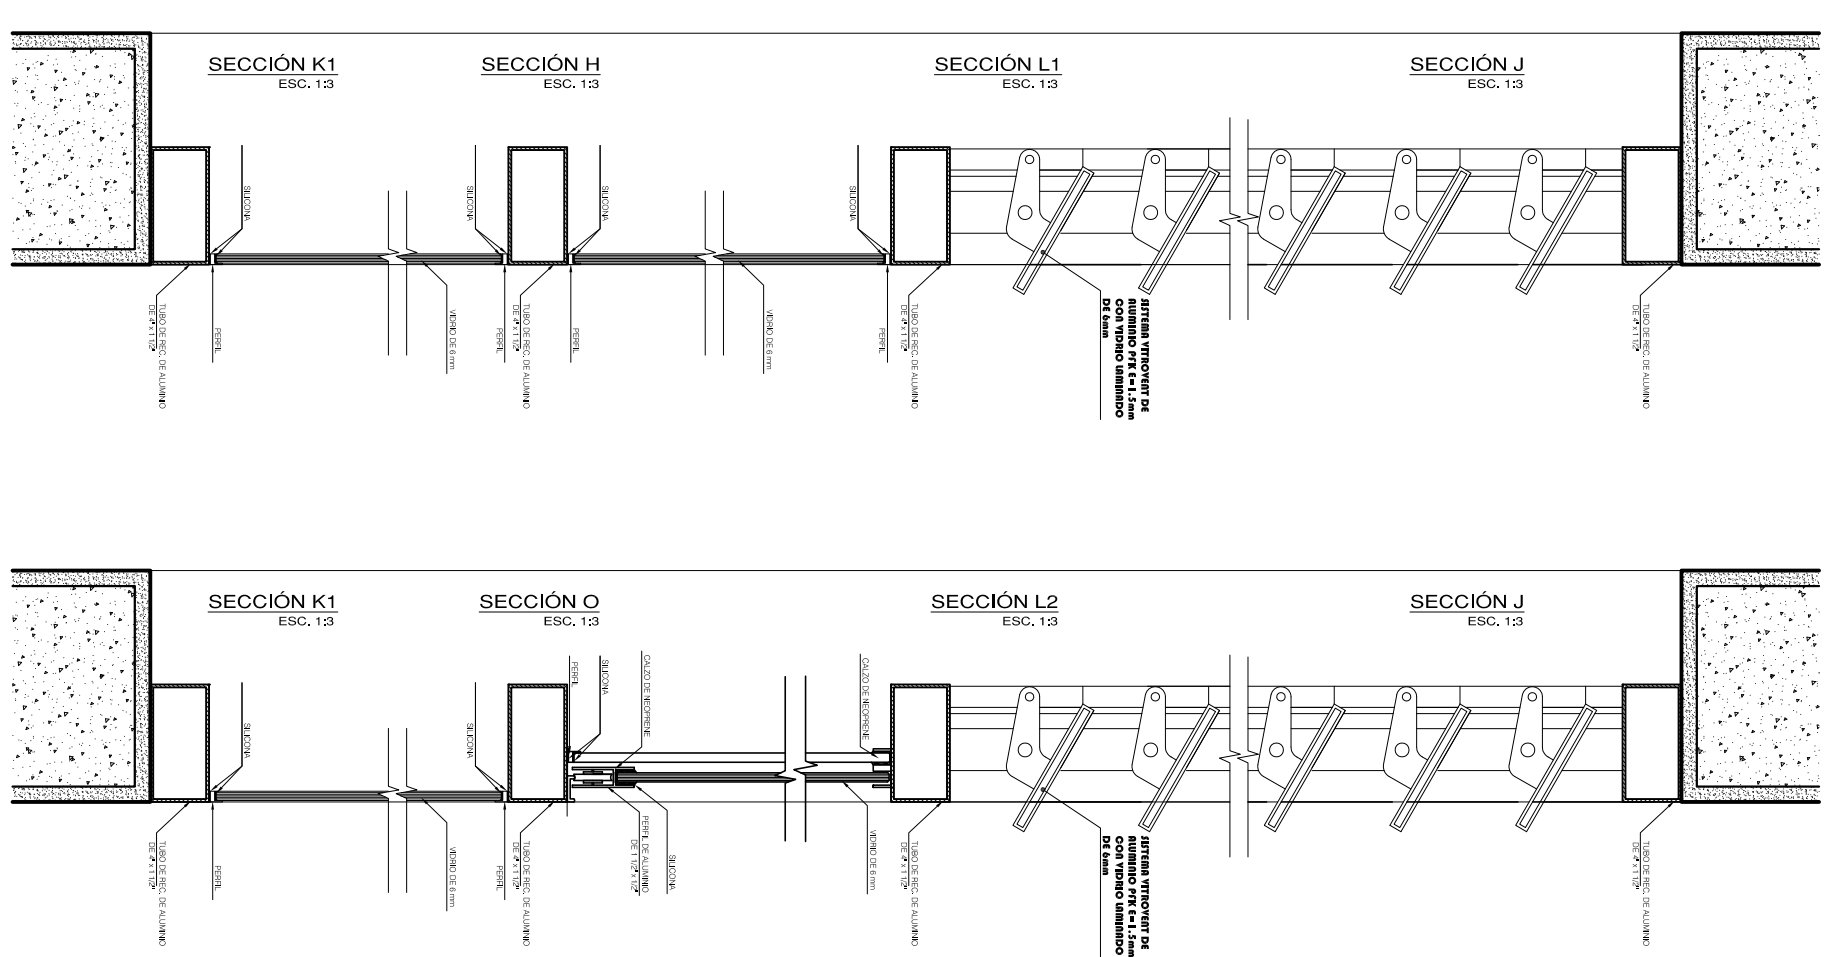 SECCIÓN K1
ESC. 1:3
SECCIÓN H
ESC. 1:3
SECCIÓN L1
ESC. 1:3
SECCIÓN J
ESC. 1:3
SILICONA
SILICONA
SILICONA
SILICONA
TUBO DE REC. DE ALUMINIO
DE 4" x 1 1/2"
PERFIL
VIDRIO DE 6 mm
PERFIL
TUBO DE REC. DE ALUMINIO
DE 4" x 1 1/2"
PERFIL
VIDRIO DE 6 mm
PERFIL
TUBO DE REC. DE ALUMINIO
DE 4" x 1 1/2"
SISTEMA VITROVENT DE
ALUMINIO PFK E=1.5mm
CON VIDRIO LAMINADO
DE 6mm
TUBO DE REC. DE ALUMINIO
DE 4" x 1 1/2"
SECCIÓN K1
ESC. 1:3
SECCIÓN O
ESC. 1:3
SECCIÓN L2
ESC. 1:3
SECCIÓN J
ESC. 1:3
SILICONA
SILICONA
PERFIL
SILICONA
CALZO DE NEOPRENE
CALZO DE NEOPRENE
TUBO DE REC. DE ALUMINIO
DE 4" x 1 1/2"
PERFIL
VIDRIO DE 6 mm
PERFIL
TUBO DE REC. DE ALUMINIO
DE 4" x 1 1/2"
PERFIL DE ALUMINIO
DE 1 1/2" x 1/2"
SILICONA
VIDRIO DE 6 mm
TUBO DE REC. DE ALUMINIO
DE 4" x 1 1/2"
SISTEMA VITROVENT DE
ALUMINIO PFK E=1.5mm
CON VIDRIO LAMINADO
DE 6mm
TUBO DE REC. DE ALUMINIO
DE 4" x 1 1/2"